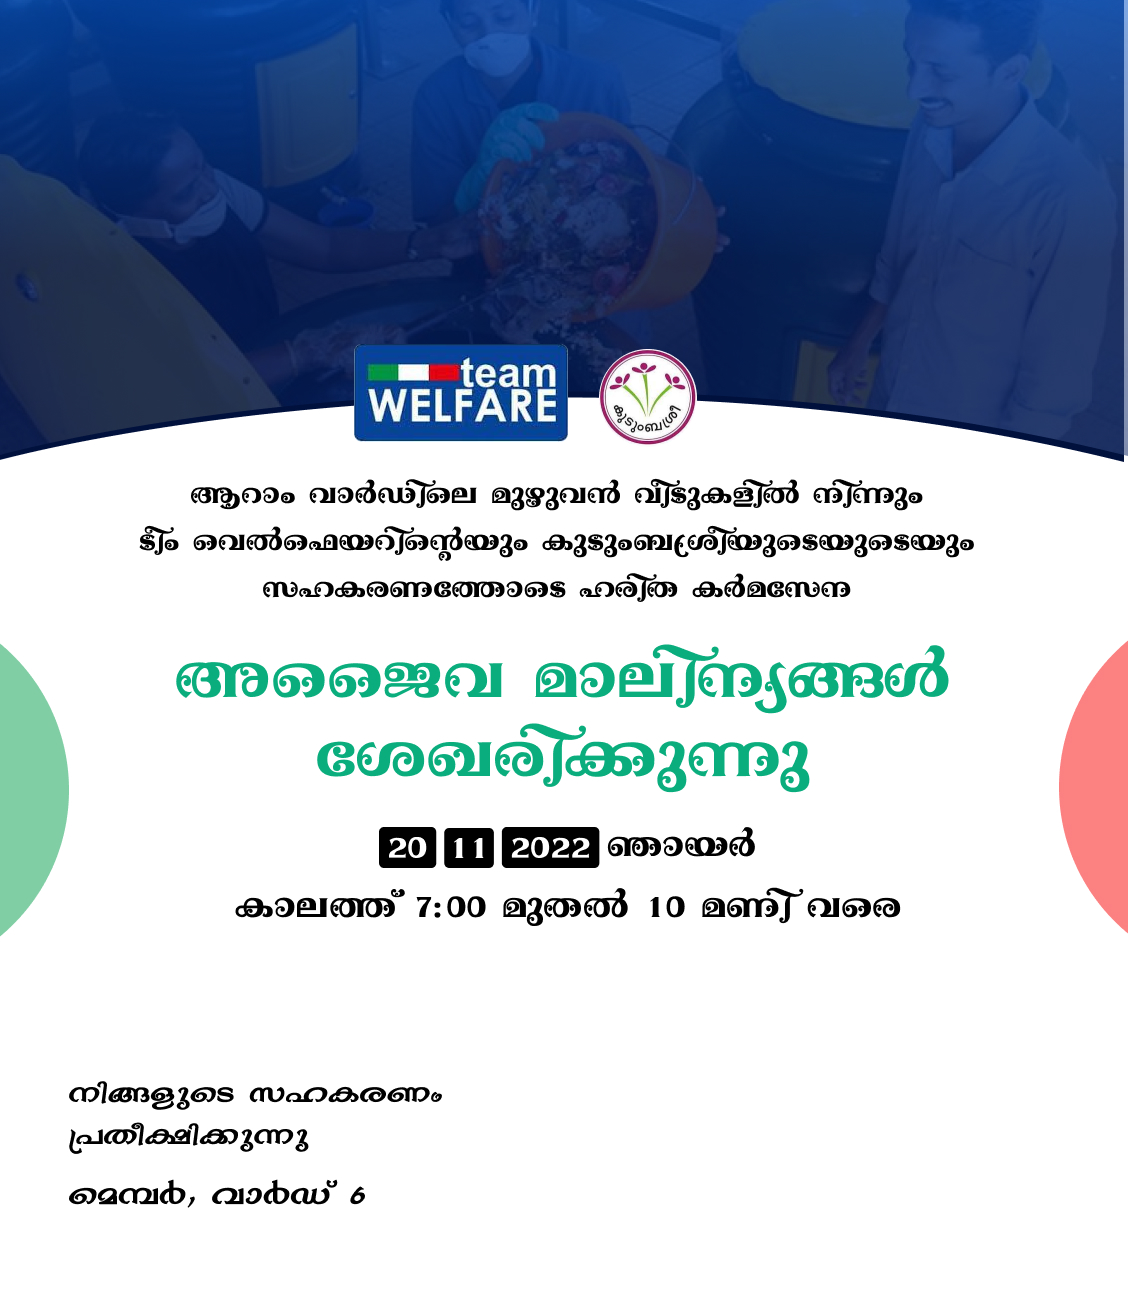 team
WELFARE
കുടുംബശ്രീ
ആറാം വാർഡിലെ മുഴുവൻ വീടുകളിൽ നിന്നും
ടീം വെൽഫെയറിന്റെയും കുടുംബശ്രീയുടെയുടെയും
സഹകരണത്തോടെ ഹരിത കർമസേന
അജൈവ മാലിന്യങ്ങൾ
ശേഖരിക്കുന്നു
20 11 2022 ഞായർ
കാലത്ത് 7:00 മുതൽ 10 മണി വരെ
നിങ്ങളുടെ സഹകരണം
പ്രതീക്ഷിക്കുന്നു
മെമ്പർ, വാർഡ് 6